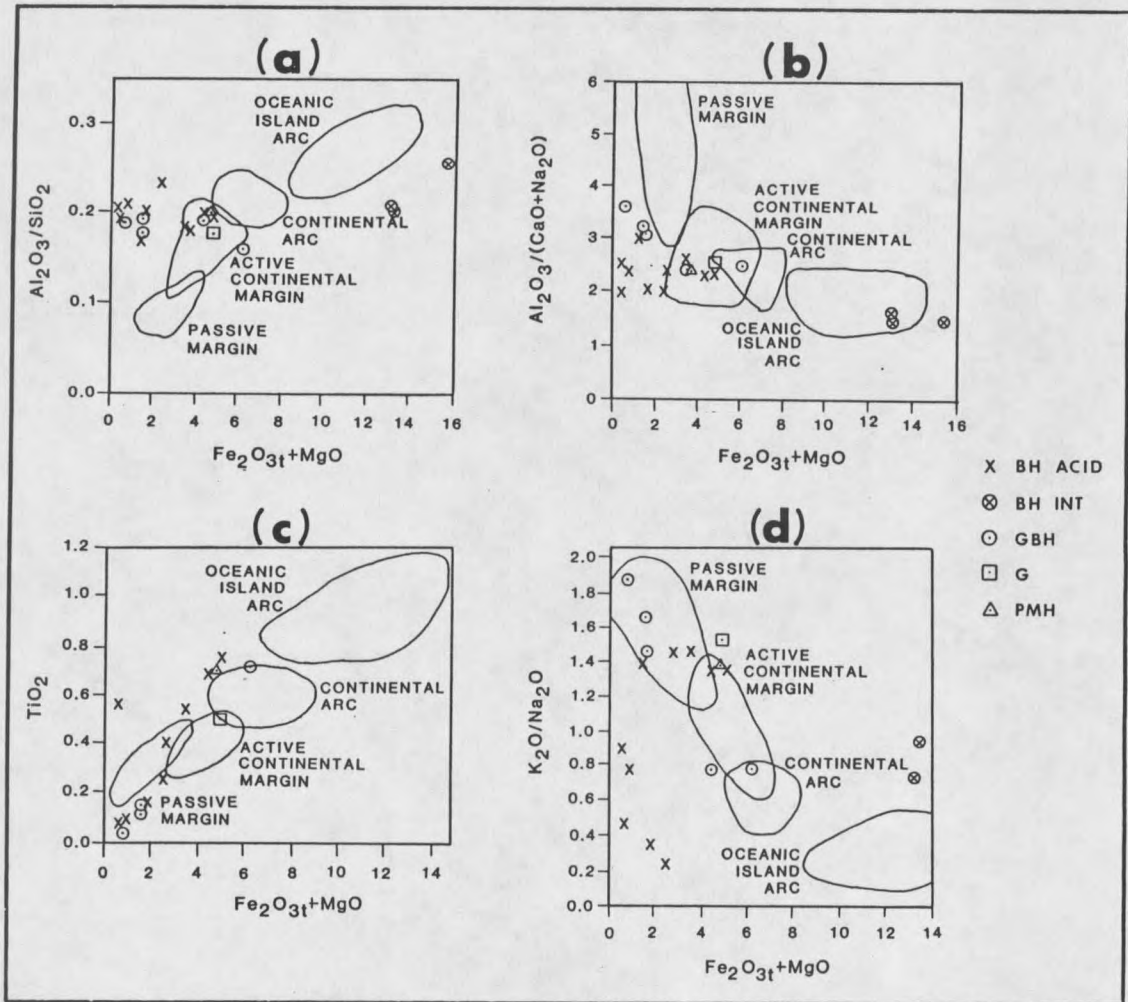 (a)
OCEANIC
ISLAND
ARC
CONTINENTAL
ARC
ACTIVE
CONTINENTAL
MARGIN
PASSIVE
MARGIN
Al2O3/SiO2
0.3
0.2
0.1
0.0
0 2 4 6 8 10 12 14 16
Fe2O3t+MgO
(b)
PASSIVE
MARGIN
ACTIVE
CONTINENTAL
MARGIN
CONTINENTAL
ARC
OCEANIC
ISLAND
ARC
Al2O3/(CaO+Na2O)
6
5
4
3
2
1
0
0 2 4 6 8 10 12 14 16
Fe2O3t+MgO
X BH ACID
⊗ BH INT
⊙ GBH
⊡ G
△ PMH
(c)
OCEANIC
ISLAND
ARC
CONTINENTAL
ARC
ACTIVE
CONTINENTAL
MARGIN
PASSIVE
MARGIN
TiO2
1.2
1.0
0.8
0.6
0.4
0.2
0.0
0 2 4 6 8 10 12 14
Fe2O3t+MgO
(d)
PASSIVE
MARGIN
ACTIVE
CONTINENTAL
MARGIN
CONTINENTAL
ARC
OCEANIC
ISLAND
ARC
K2O/Na2O
2.0
1.8
1.6
1.4
1.2
1.0
0.8
0.6
0.4
0.2
0.0
0 2 4 6 8 10 12 14
Fe2O3t+MgO